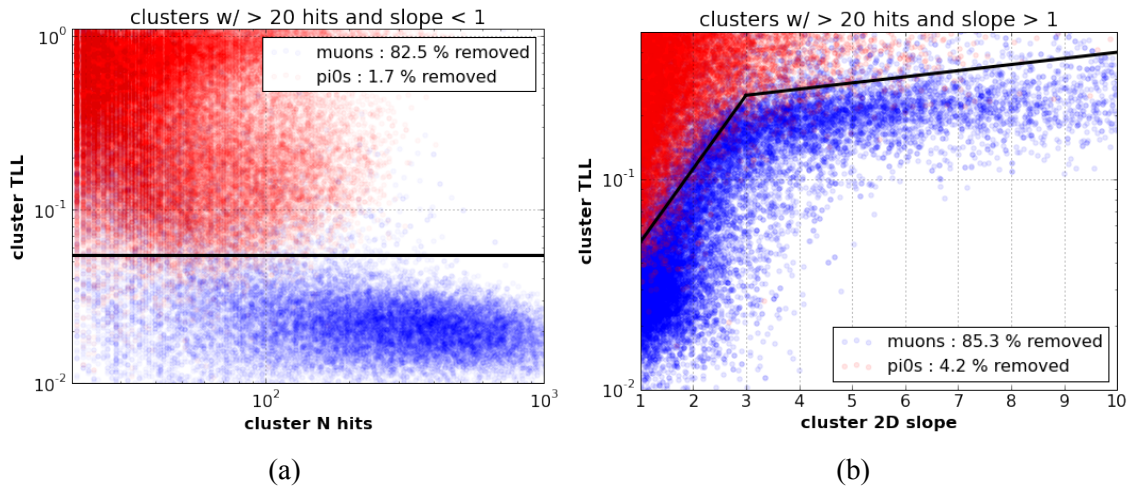 clusters w/ > 20 hits and slope < 1
muons : 82.5 % removed
pi0s : 1.7 % removed
10^0
10^-1
10^-2
cluster TLL
10^2
10^3
cluster N hits
(a)
clusters w/ > 20 hits and slope > 1
muons : 85.3 % removed
pi0s : 4.2 % removed
10^-1
10^-2
cluster TLL
1 2 3 4 5 6 7 8 9 10
cluster 2D slope
(b)